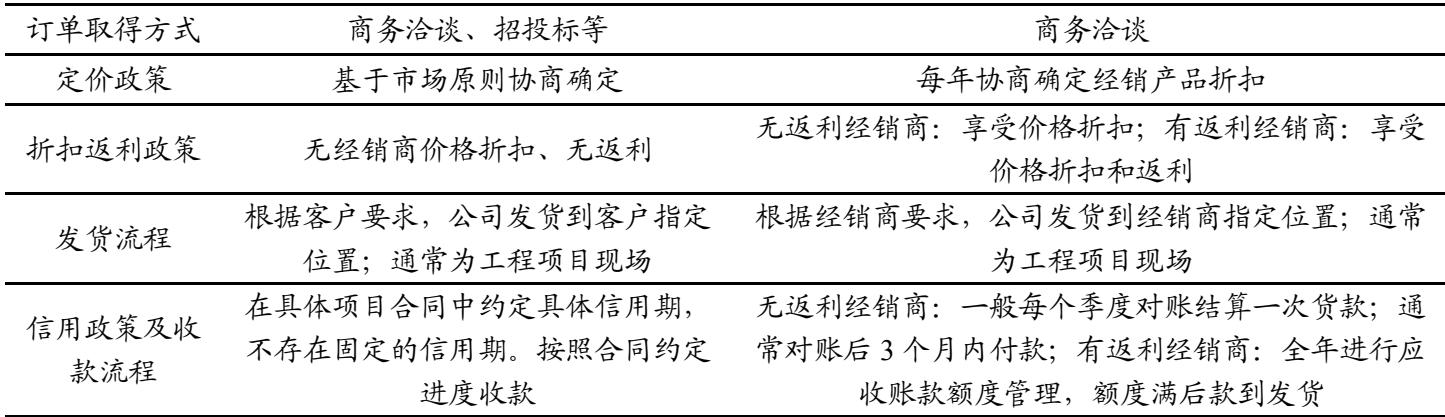 订单取得方式 商务洽谈、招投标等 商务洽谈
定价政策 基于市场原则协商确定 每年协商确定经销产品折扣
折扣返利政策 无经销商价格折扣、无返利 无返利经销商：享受价格折扣；有返利经销商：享受
价格折扣和返利
发货流程 根据客户要求，公司发货到客户指定
位置；通常为工程项目现场
根据经销商要求，公司发货到经销商指定位置；通常
为工程项目现场
信用政策及收
款流程
在具体项目合同中约定具体信用期，
不存在固定的信用期。按照合同约定
进度收款
无返利经销商：一般每个季度对账结算一次货款；通
常对账后 3 个月内付款；有返利经销商：全年进行应
收账款额度管理，额度满后款到发货